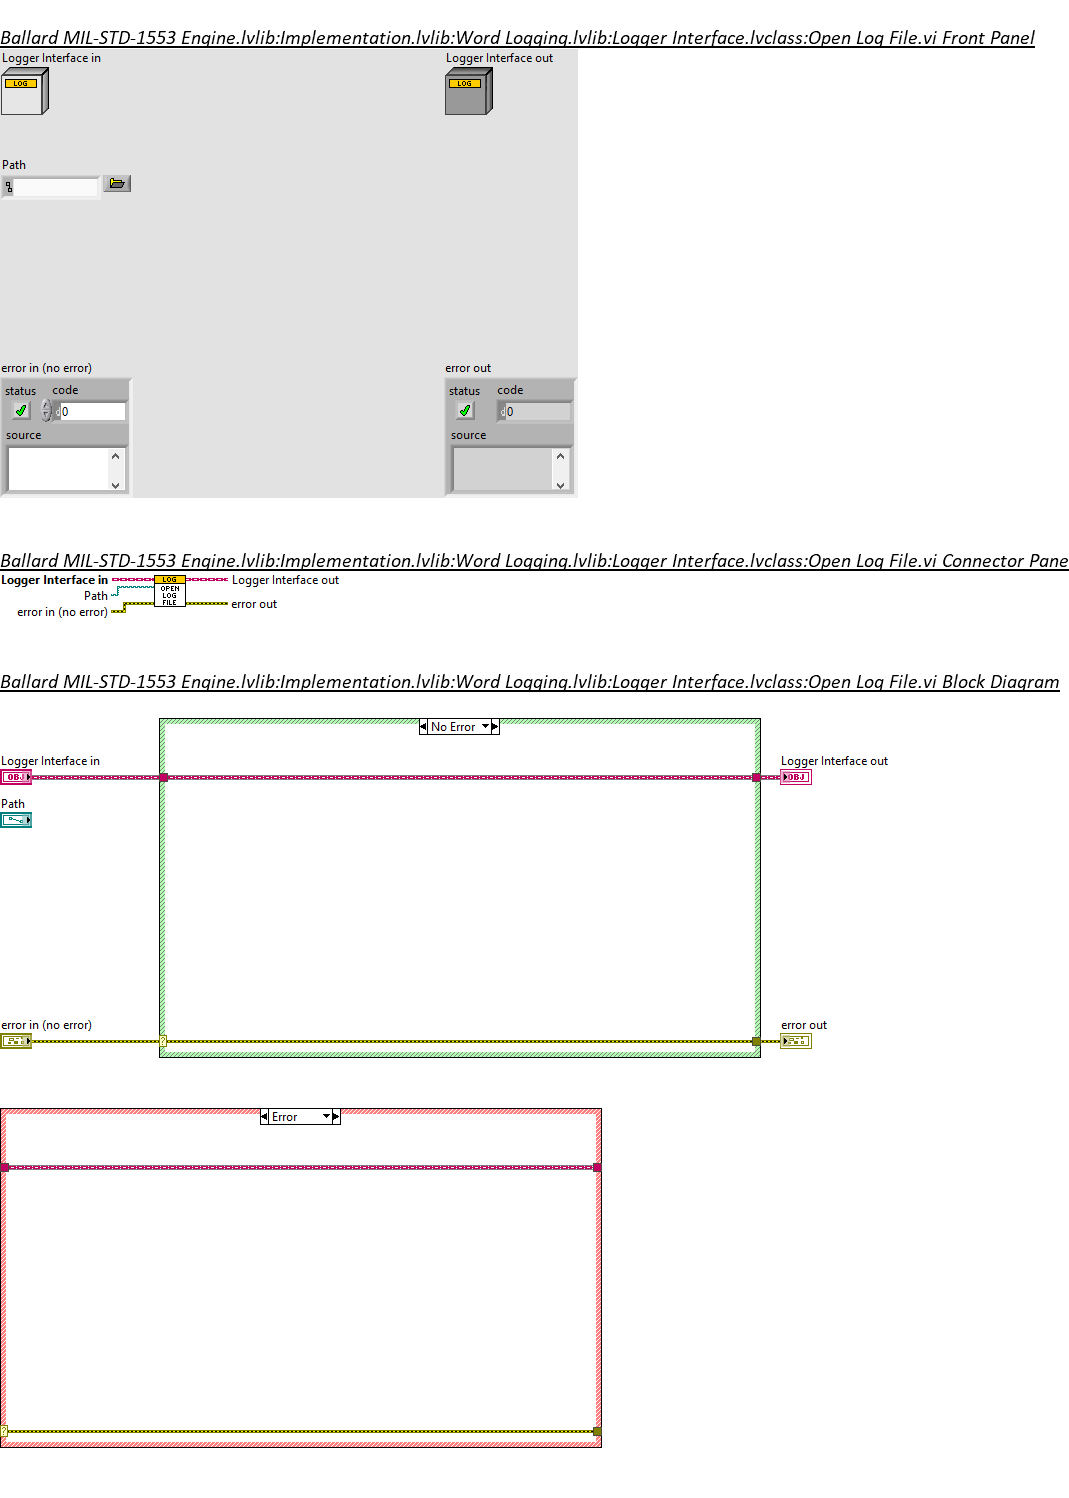 Ballard MIL-STD-1553 Engine.lvlib:Implementation.lvlib:Word Logging.lvlib:Logger Interface.lvclass:Open Log File.vi Front Panel
Logger Interface in
Logger Interface out
LOG
LOG
Path
error in (no error)
error out
status code
status code
d 0
d 0
source
source
Ballard MIL-STD-1553 Engine.lvlib:Implementation.lvlib:Word Logging.lvlib:Logger Interface.lvclass:Open Log File.vi Connector Pane
Logger Interface in
LOG
Logger Interface out
Path
OPEN
LOG
FILE
error in (no error)
error out
Ballard MIL-STD-1553 Engine.lvlib:Implementation.lvlib:Word Logging.lvlib:Logger Interface.lvclass:Open Log File.vi Block Diagram
No Error
Logger Interface in
Logger Interface out
OBJ
OBJ
Path
error in (no error)
error out
?
Error
?